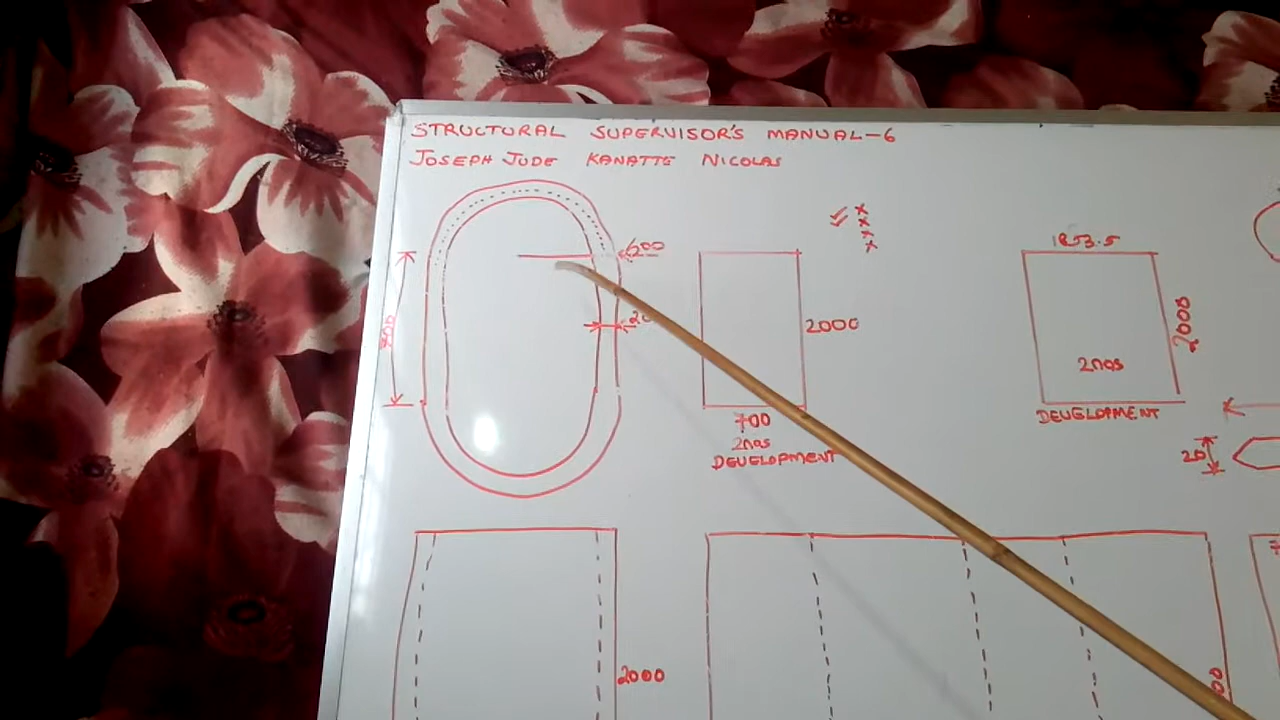 STRUCTURAL SUPERVISOR'S MANUAL-6
JOSEPH JUDE KANATTE NICOLAS
600
2000
700
2nos
DEVELOPMENT
1853.5
2000
2nos
DEVELOPMENT
20
2000